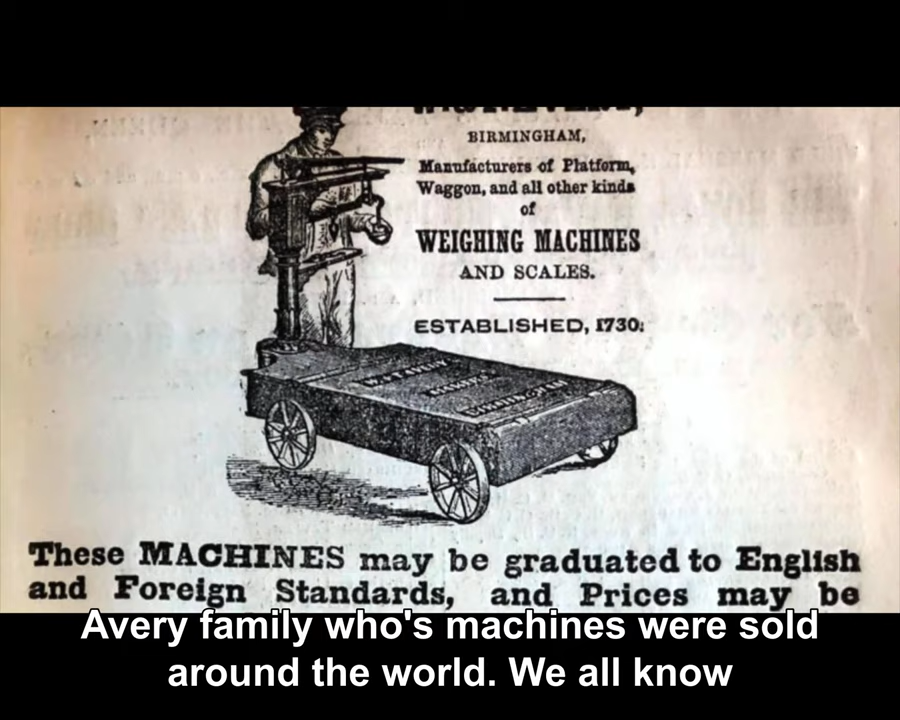 BIRMINGHAM,
Manufacturers of Platform,
Waggon, and all other kinds
of
WEIGHING MACHINES
AND SCALES.
ESTABLISHED, 1730.
These MACHINES may be graduated to English
and Foreign Standards, and Prices may be
Avery family who's machines were sold
around the world. We all know